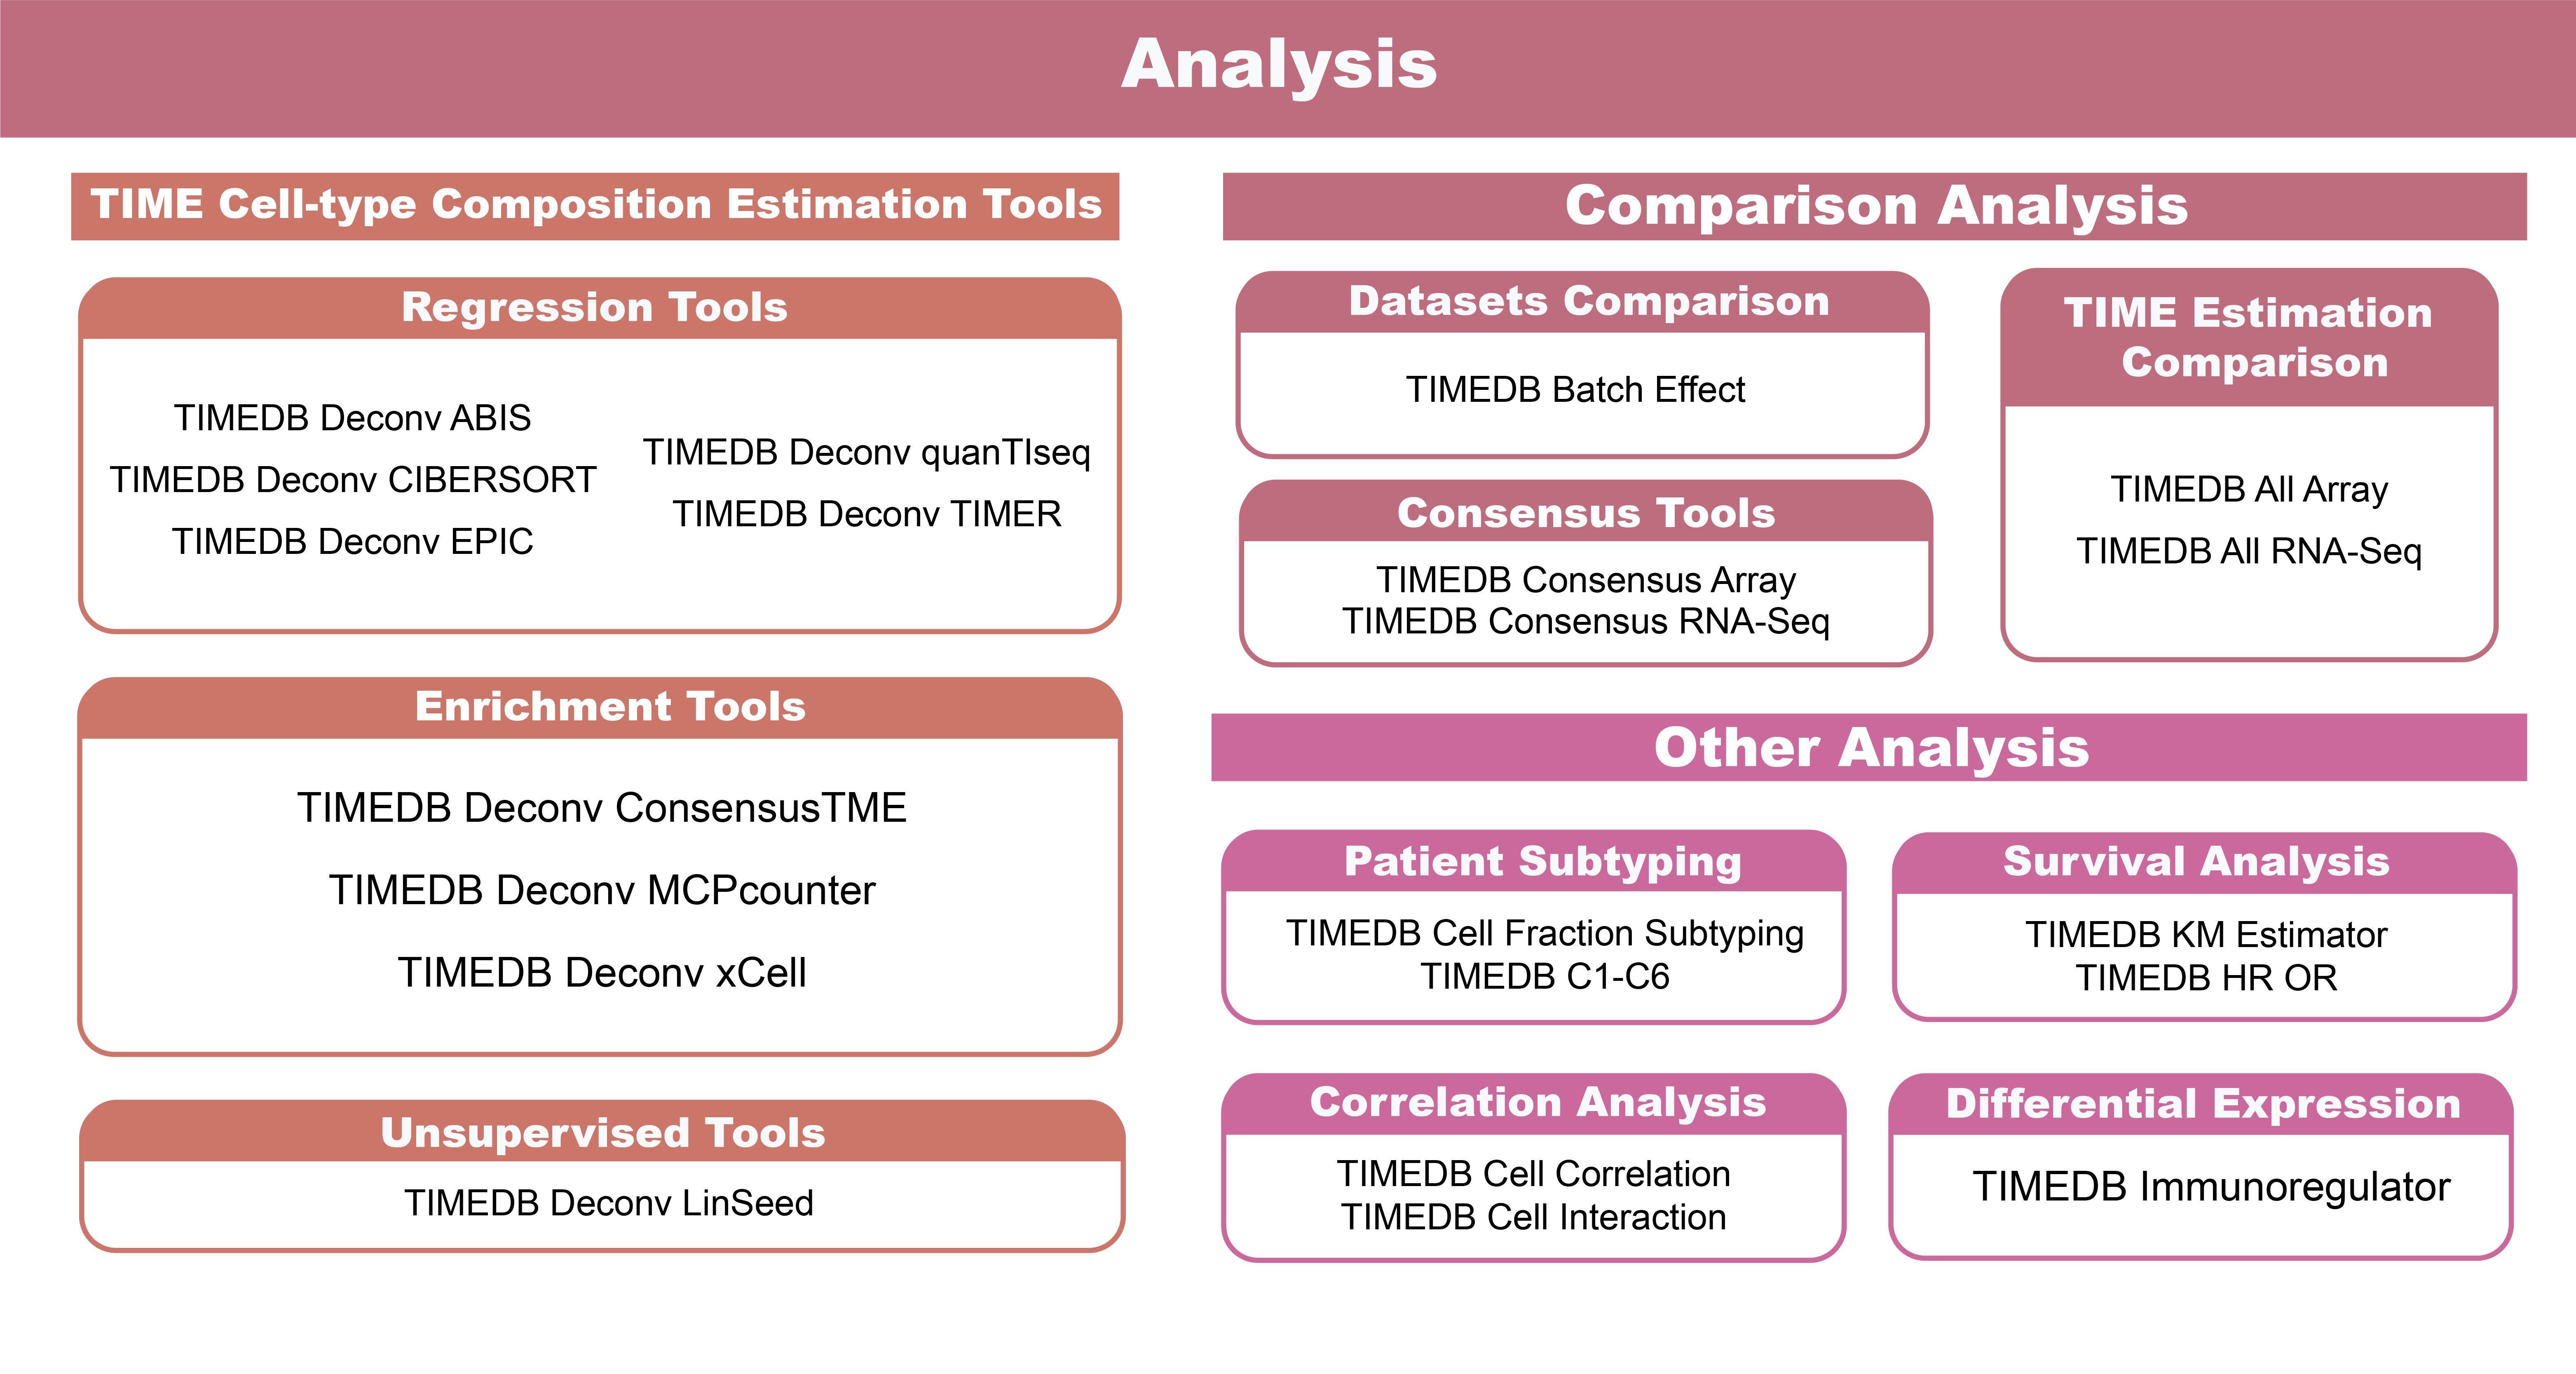 Analysis
TIME Cell-type Composition Estimation Tools
Regression Tools
TIMEDB Deconv ABIS
TIMEDB Deconv CIBERSORT
TIMEDB Deconv EPIC
TIMEDB Deconv quanTIseq
TIMEDB Deconv TIMER
Enrichment Tools
TIMEDB Deconv ConsensusTME
TIMEDB Deconv MCPcounter
TIMEDB Deconv xCell
Unsupervised Tools
TIMEDB Deconv LinSeed
Comparison Analysis
Datasets Comparison
TIMEDB Batch Effect
Consensus Tools
TIMEDB Consensus Array
TIMEDB Consensus RNA-Seq
TIME Estimation
Comparison
TIMEDB All Array
TIMEDB All RNA-Seq
Other Analysis
Patient Subtyping
TIMEDB Cell Fraction Subtyping
TIMEDB C1-C6
Survival Analysis
TIMEDB KM Estimator
TIMEDB HR OR
Correlation Analysis
TIMEDB Cell Correlation
TIMEDB Cell Interaction
Differential Expression
TIMEDB Immunoregulator